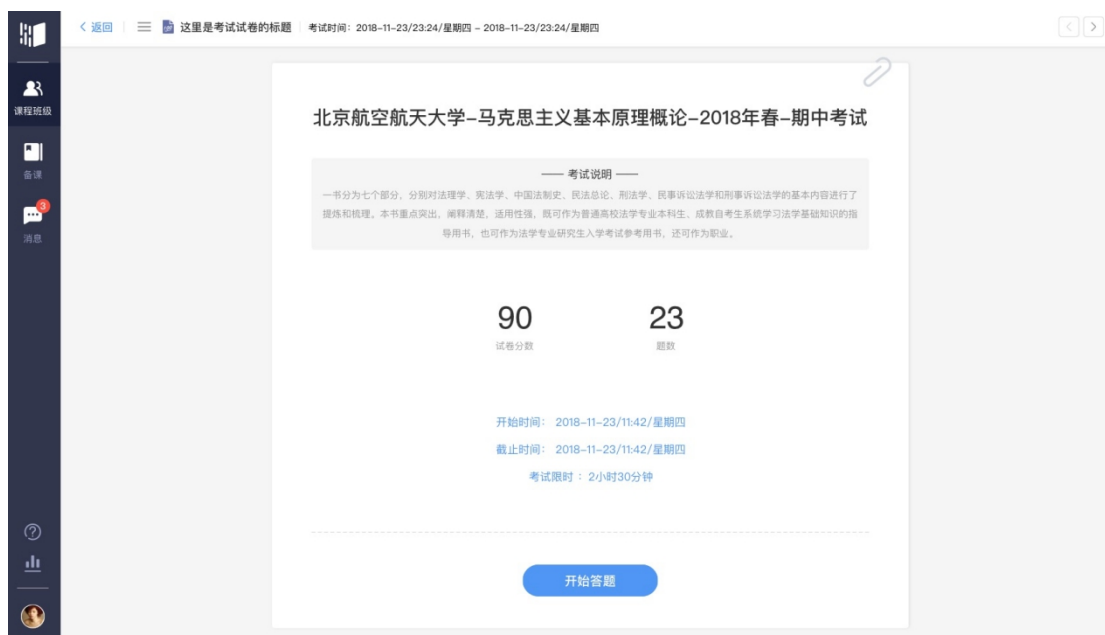 返回
这里是考试试卷的标题
考试时间：2018-11-23/23:24/星期四 - 2018-11-23/23:24/星期四
课程班级
备课
3
消息
北京航空航天大学-马克思主义基本原理概论-2018年春-期中考试
—— 考试说明 ——
一书分为七个部分，分别对法理学、宪法学、中国法制史、民法总论、刑法学、民事诉讼法学和刑事诉讼法学的基本内容进行了
提炼和梳理。本书重点突出，阐释清楚，适用性强，既可作为普通高校法学专业本科生、成教自考生系统学习法学基础知识的指
导用书，也可作为法学专业研究生入学考试参考用书，还可作为职业。
90
试卷分数
23
题数
开始时间： 2018-11-23/11:42/星期四
截止时间： 2018-11-23/11:42/星期四
考试限时 ：2小时30分钟
开始答题